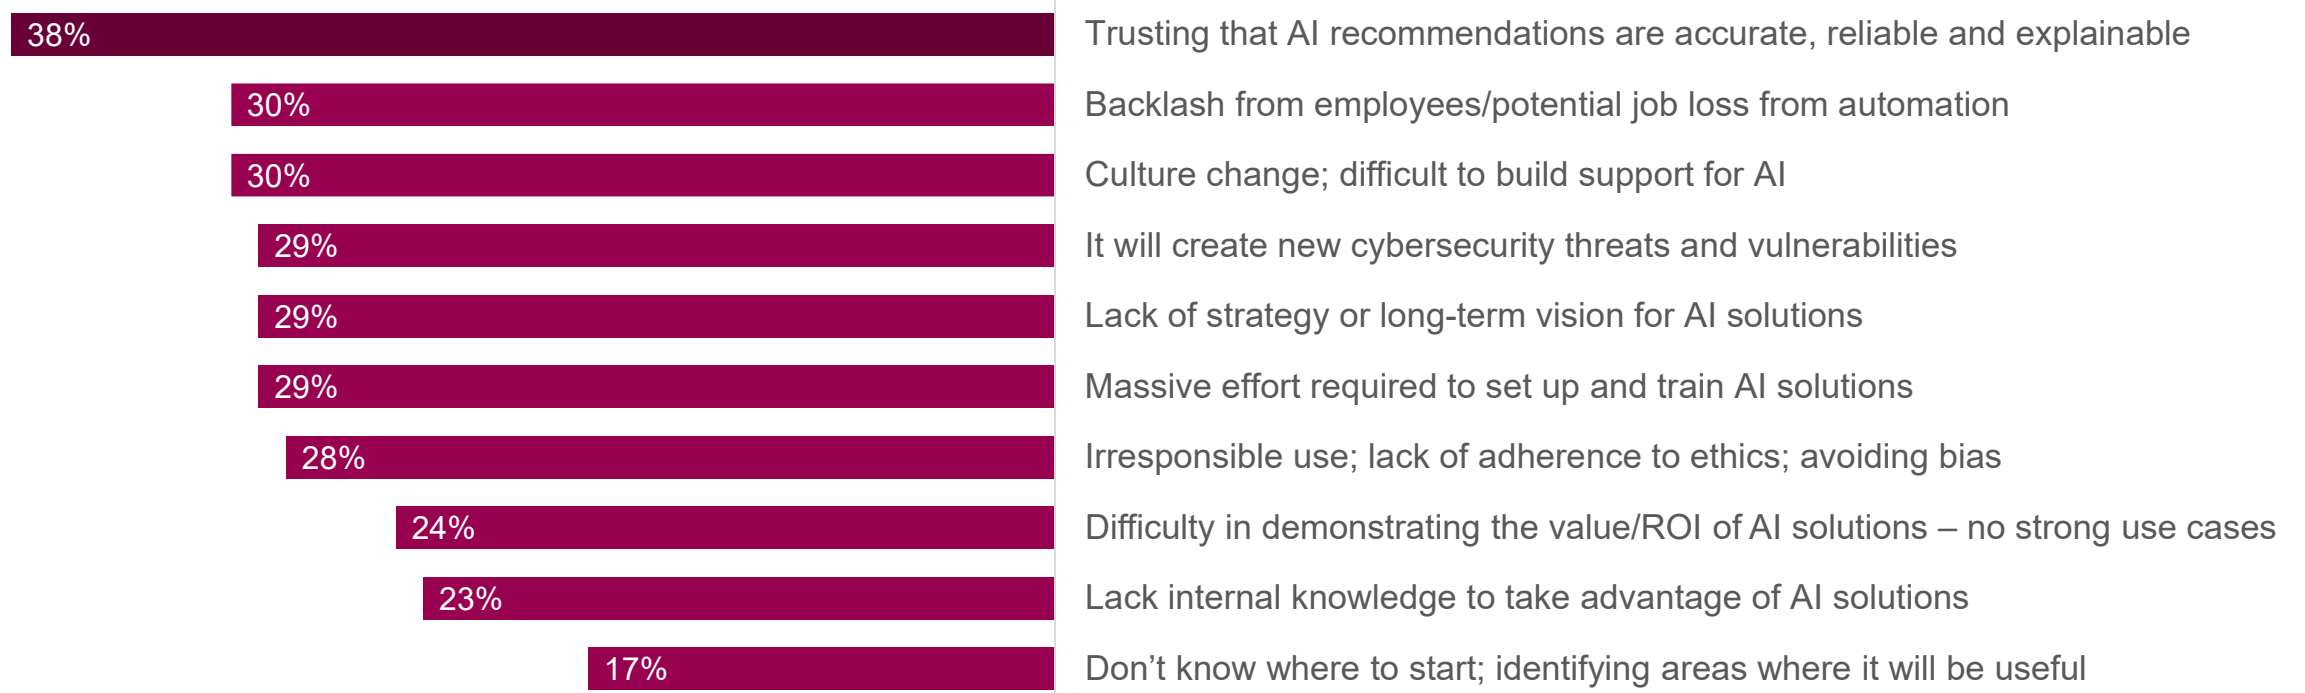 38% Trusting that AI recommendations are accurate, reliable and explainable
30% Backlash from employees/potential job loss from automation
30% Culture change; difficult to build support for AI
29% It will create new cybersecurity threats and vulnerabilities
29% Lack of strategy or long-term vision for AI solutions
29% Massive effort required to set up and train AI solutions
28% Irresponsible use; lack of adherence to ethics; avoiding bias
24% Difficulty in demonstrating the value/ROI of AI solutions – no strong use cases
23% Lack internal knowledge to take advantage of AI solutions
17% Don’t know where to start; identifying areas where it will be useful